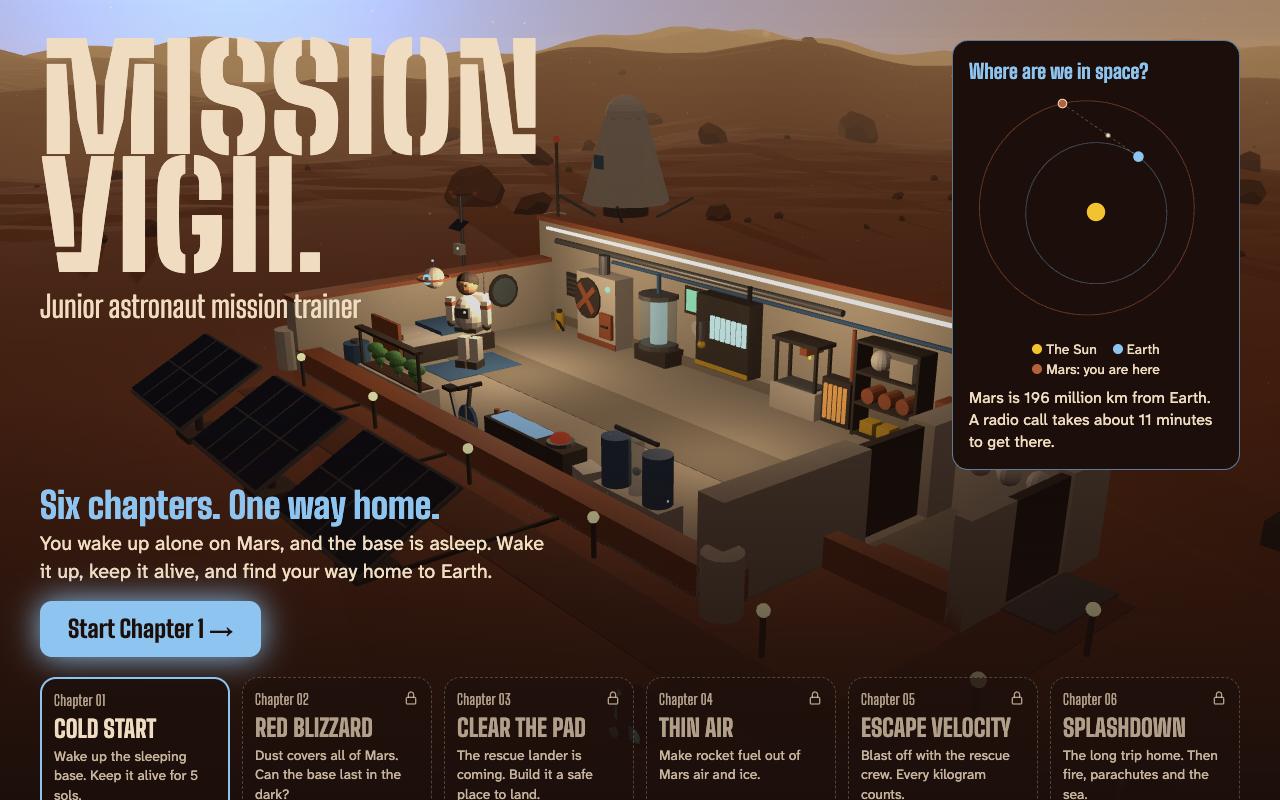 MISSION
VIGIL.
Junior astronaut mission trainer
Where are we in space?
The Sun
Earth
Mars: you are here
Mars is 196 million km from Earth.
A radio call takes about 11 minutes
to get there.
Six chapters. One way home.
You wake up alone on Mars, and the base is asleep. Wake
it up, keep it alive, and find your way home to Earth.
Start Chapter 1 →
Chapter 01
COLD START
Wake up the sleeping
base. Keep it alive for 5
sols.
Chapter 02
RED BLIZZARD
Dust covers all of Mars.
Can the base last in the
dark?
Chapter 03
CLEAR THE PAD
The rescue lander is
coming. Build it a safe
place to land.
Chapter 04
THIN AIR
Make rocket fuel out of
Mars air and ice.
Chapter 05
ESCAPE VELOCITY
Blast off with the rescue
crew. Every kilogram
counts.
Chapter 06
SPLASHDOWN
The long trip home. Then
fire, parachutes and the
sea.